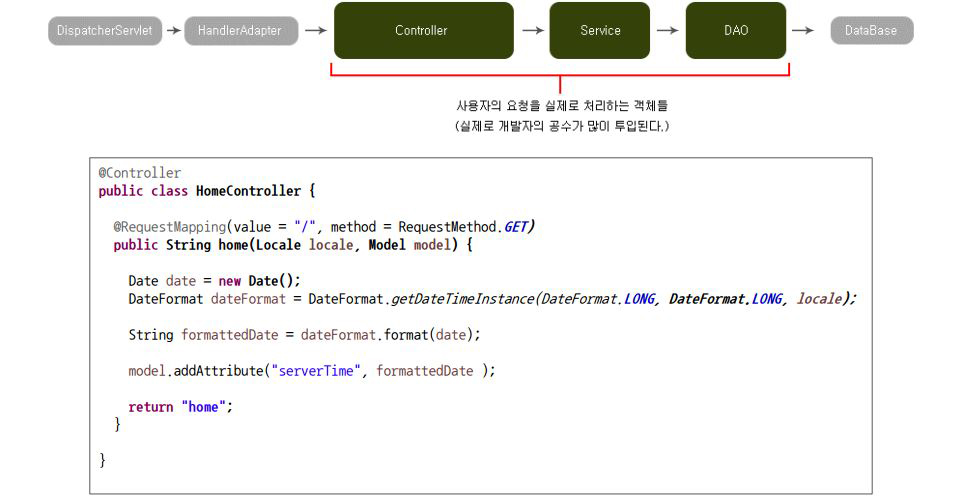 DispatcherServlet
HandlerAdapter
Controller
Service
DAO
DataBase
사용자의 요청을 실제로 처리하는 객체들
(실제로 개발자의 공수가 많이 투입된다.)
@Controller
public class HomeController {
@RequestMapping(value = "/", method = RequestMethod.GET)
public String home(Locale locale, Model model) {
Date date = new Date();
DateFormat dateFormat = DateFormat.getDateTimeInstance(DateFormat.LONG, DateFormat.LONG, locale);
String formattedDate = dateFormat.format(date);
model.addAttribute("serverTime", formattedDate );
return "home";
}
}